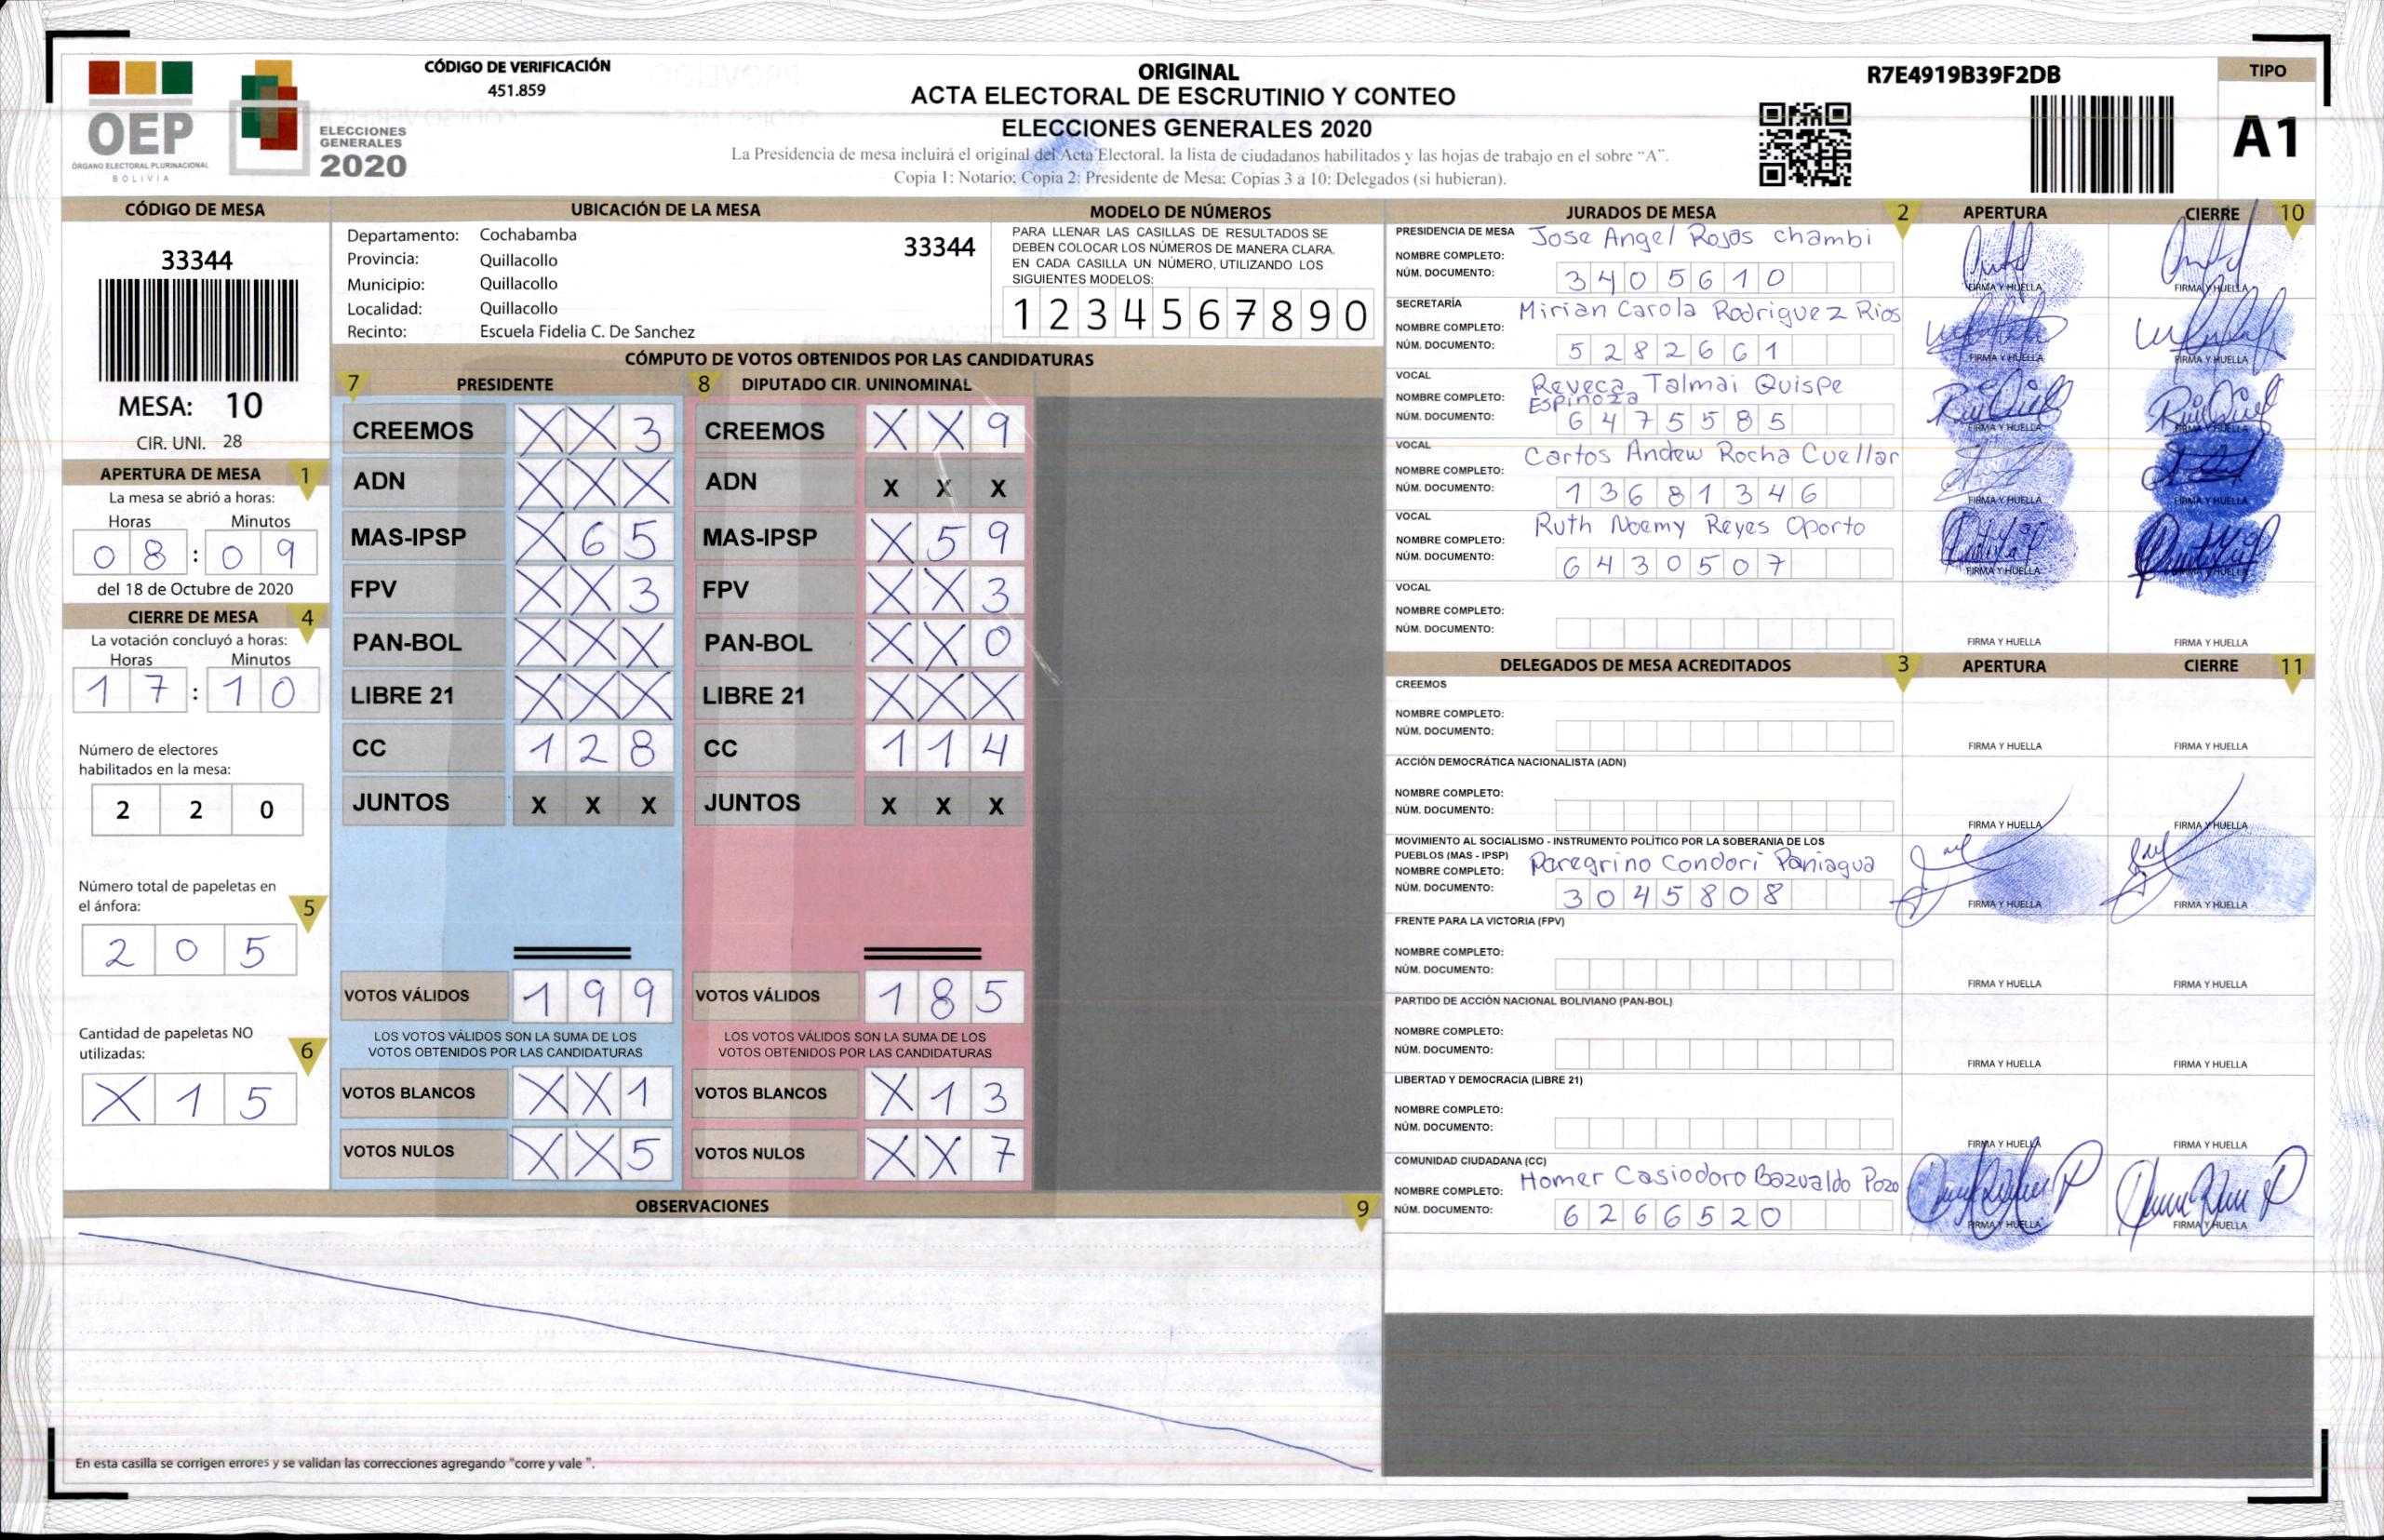 CÓDIGO DE VERIFICACIÓN
451.859
OEP
ÓRGANO ELECTORAL PLURINACIONAL
BOLIVIA
ELECCIONES
GENERALES
2020
ORIGINAL
ACTA ELECTORAL DE ESCRUTINIO Y CONTEO
ELECCIONES GENERALES 2020
La Presidencia de mesa incluirá el original del Acta Electoral, la lista de ciudadanos habilitados y las hojas de trabajo en el sobre "A".
Copia 1: Notario; Copia 2: Presidente de Mesa; Copias 3 a 10: Delegados (si hubieran).
R7E4919B39F2DB
TIPO
A1
CÓDIGO DE MESA
33344
MESA: 10
CIR. UNI. 28
APERTURA DE MESA 1
La mesa se abrió a horas:
Horas Minutos
0 8 : 0 9
del 18 de Octubre de 2020
CIERRE DE MESA 4
La votación concluyó a horas:
Horas Minutos
1 7 : 1 0
Número de electores
habilitados en la mesa:
2 2 0
Número total de papeletas en
el ánfora: 5
2 0 5
Cantidad de papeletas NO
utilizadas: 6
X 1 5
UBICACIÓN DE LA MESA
Departamento: Cochabamba 33344
Provincia: Quillacollo
Municipio: Quillacollo
Localidad: Quillacollo
Recinto: Escuela Fidelia C. De Sanchez
MODELO DE NÚMEROS
PARA LLENAR LAS CASILLAS DE RESULTADOS SE
DEBEN COLOCAR LOS NÚMEROS DE MANERA CLARA.
EN CADA CASILLA UN NÚMERO, UTILIZANDO LOS
SIGUIENTES MODELOS:
1 2 3 4 5 6 7 8 9 0
CÓMPUTO DE VOTOS OBTENIDOS POR LAS CANDIDATURAS
7 PRESIDENTE 8 DIPUTADO CIR. UNINOMINAL
CREEMOS X X 3 CREEMOS X X 9
ADN X X X ADN X X X
MAS-IPSP X 6 5 MAS-IPSP X 5 9
FPV X X 3 FPV X X 3
PAN-BOL X X X PAN-BOL X X 0
LIBRE 21 X X X LIBRE 21 X X X
CC 1 2 8 CC 1 1 4
JUNTOS X X X JUNTOS X X X
VOTOS VÁLIDOS 1 9 9 VOTOS VÁLIDOS 1 8 5
LOS VOTOS VÁLIDOS SON LA SUMA DE LOS LOS VOTOS VÁLIDOS SON LA SUMA DE LOS
VOTOS OBTENIDOS POR LAS CANDIDATURAS VOTOS OBTENIDOS POR LAS CANDIDATURAS
VOTOS BLANCOS X X 1 VOTOS BLANCOS X 1 3
VOTOS NULOS X X 5 VOTOS NULOS X X 7
OBSERVACIONES 9
En esta casilla se corrigen errores y se validan las correcciones agregando "corre y vale ".
JURADOS DE MESA 2 APERTURA CIERRE 10
PRESIDENCIA DE MESA Jose Angel Rojas chambi
NOMBRE COMPLETO:
NÚM. DOCUMENTO: 3 4 0 5 6 1 0
FIRMA Y HUELLA FIRMA Y HUELLA
SECRETARÍA Mirian Carola Rodriguez Rios
NOMBRE COMPLETO:
NÚM. DOCUMENTO: 5 2 8 2 6 6 1
FIRMA Y HUELLA FIRMA Y HUELLA
VOCAL Reveca Talmai Quispe
NOMBRE COMPLETO: Espinoza
NÚM. DOCUMENTO: 6 4 7 5 5 8 5
FIRMA Y HUELLA FIRMA Y HUELLA
VOCAL Carlos Andew Rocha Cuellar
NOMBRE COMPLETO:
NÚM. DOCUMENTO: 1 3 6 8 1 3 4 6
FIRMA Y HUELLA FIRMA Y HUELLA
VOCAL Ruth Noemy Reyes Oporto
NOMBRE COMPLETO:
NÚM. DOCUMENTO: 6 4 3 0 5 0 7
FIRMA Y HUELLA FIRMA Y HUELLA
VOCAL
NOMBRE COMPLETO:
NÚM. DOCUMENTO:
FIRMA Y HUELLA FIRMA Y HUELLA
DELEGADOS DE MESA ACREDITADOS 3 APERTURA CIERRE 11
CREEMOS
NOMBRE COMPLETO:
NÚM. DOCUMENTO:
FIRMA Y HUELLA FIRMA Y HUELLA
ACCIÓN DEMOCRÁTICA NACIONALISTA (ADN)
NOMBRE COMPLETO:
NÚM. DOCUMENTO:
FIRMA Y HUELLA FIRMA Y HUELLA
MOVIMIENTO AL SOCIALISMO - INSTRUMENTO POLÍTICO POR LA SOBERANIA DE LOS
PUEBLOS (MAS - IPSP) Peregrino Condori Paniagua
NOMBRE COMPLETO:
NÚM. DOCUMENTO: 3 0 4 5 8 0 8
FIRMA Y HUELLA FIRMA Y HUELLA
FRENTE PARA LA VICTORIA (FPV)
NOMBRE COMPLETO:
NÚM. DOCUMENTO:
FIRMA Y HUELLA FIRMA Y HUELLA
PARTIDO DE ACCIÓN NACIONAL BOLIVIANO (PAN-BOL)
NOMBRE COMPLETO:
NÚM. DOCUMENTO:
FIRMA Y HUELLA FIRMA Y HUELLA
LIBERTAD Y DEMOCRACIA (LIBRE 21)
NOMBRE COMPLETO:
NÚM. DOCUMENTO:
FIRMA Y HUELLA FIRMA Y HUELLA
COMUNIDAD CIUDADANA (CC)
NOMBRE COMPLETO: Homer Casiodoro Bazualdo Pozo
NÚM. DOCUMENTO: 6 2 6 6 5 2 0
FIRMA Y HUELLA FIRMA Y HUELLA